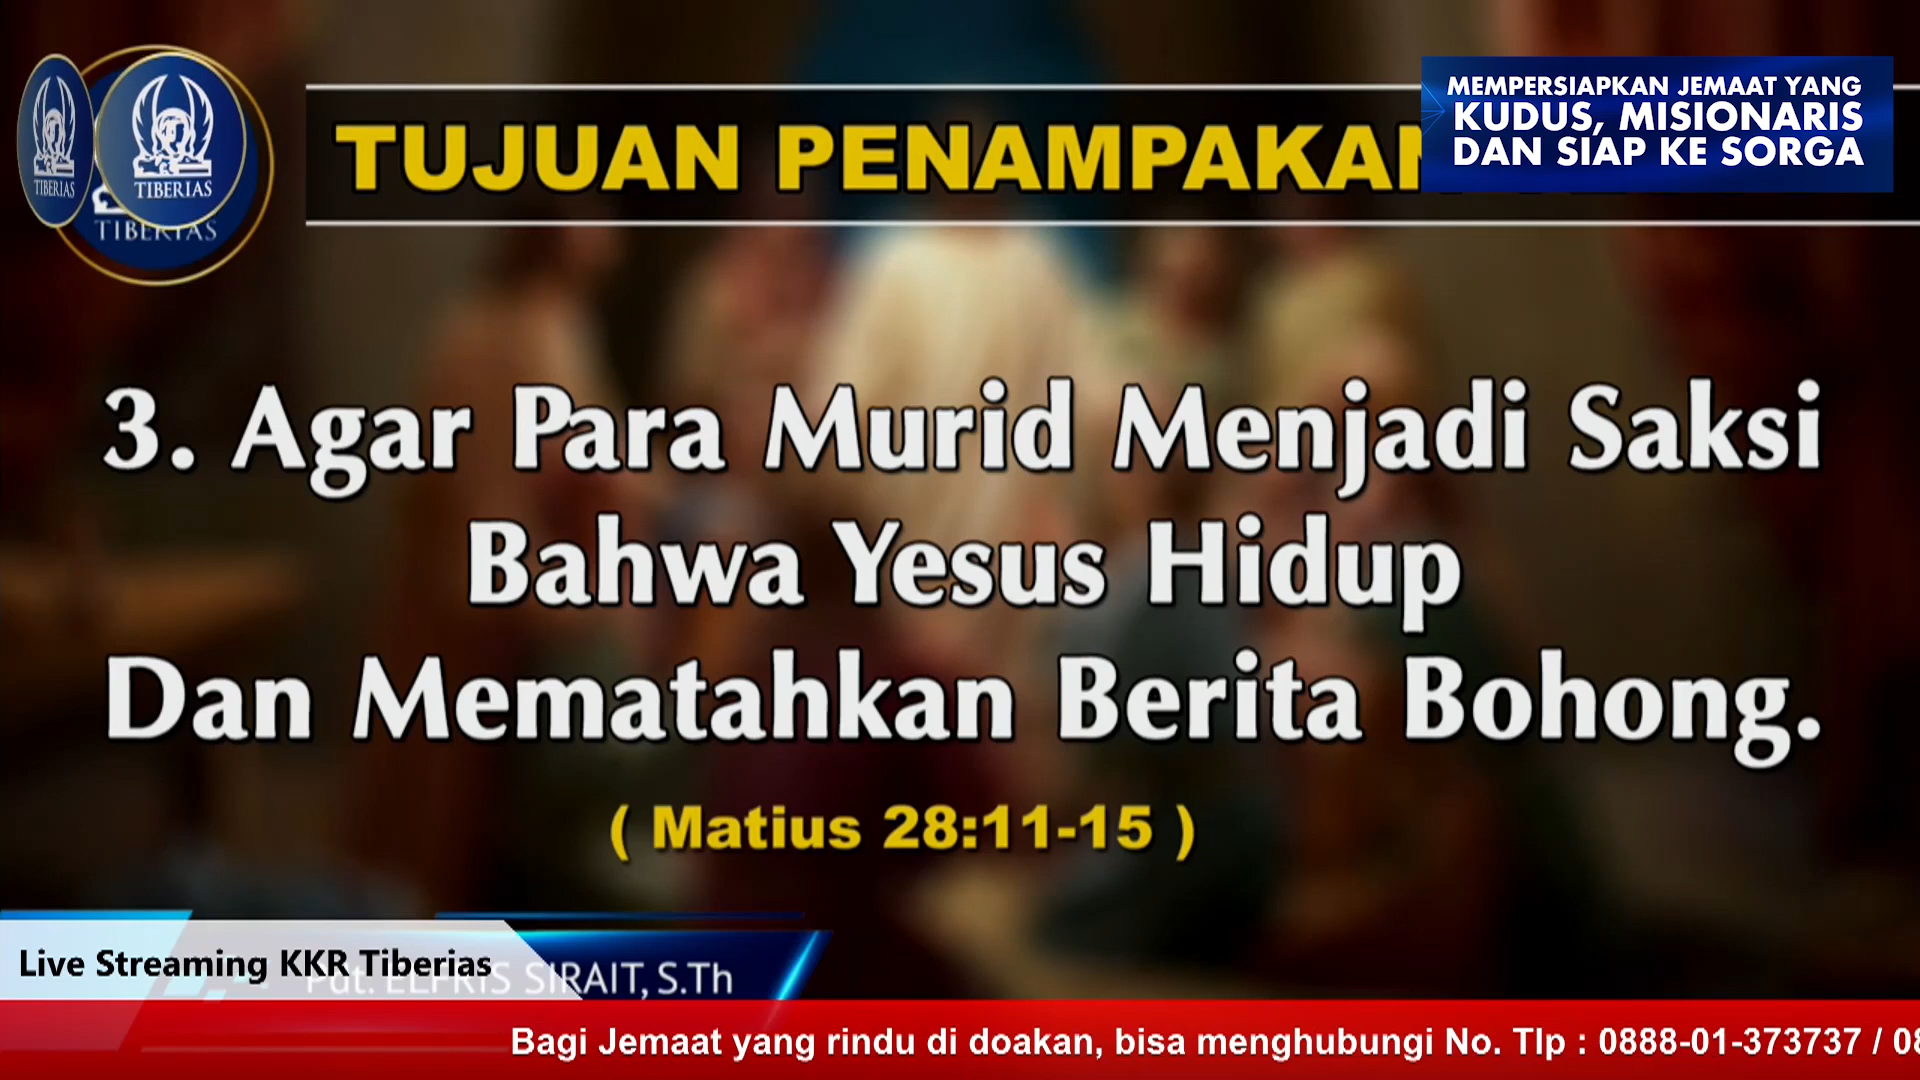 TIBERIAS
TIBERIAS
TIBERIAS
MEMPERSIAPKAN JEMAAT YANG
KUDUS, MISIONARIS
DAN SIAP KE SORGA
TUJUAN PENAMPAKAN
3. Agar Para Murid Menjadi Saksi
Bahwa Yesus Hidup
Dan Mematahkan Berita Bohong.
( Matius 28:11-15 )
Live Streaming KKR Tiberias
SIRAIT, S.Th
Bagi Jemaat yang rindu di doakan, bisa menghubungi No. Tlp : 0888-01-373737 / 08